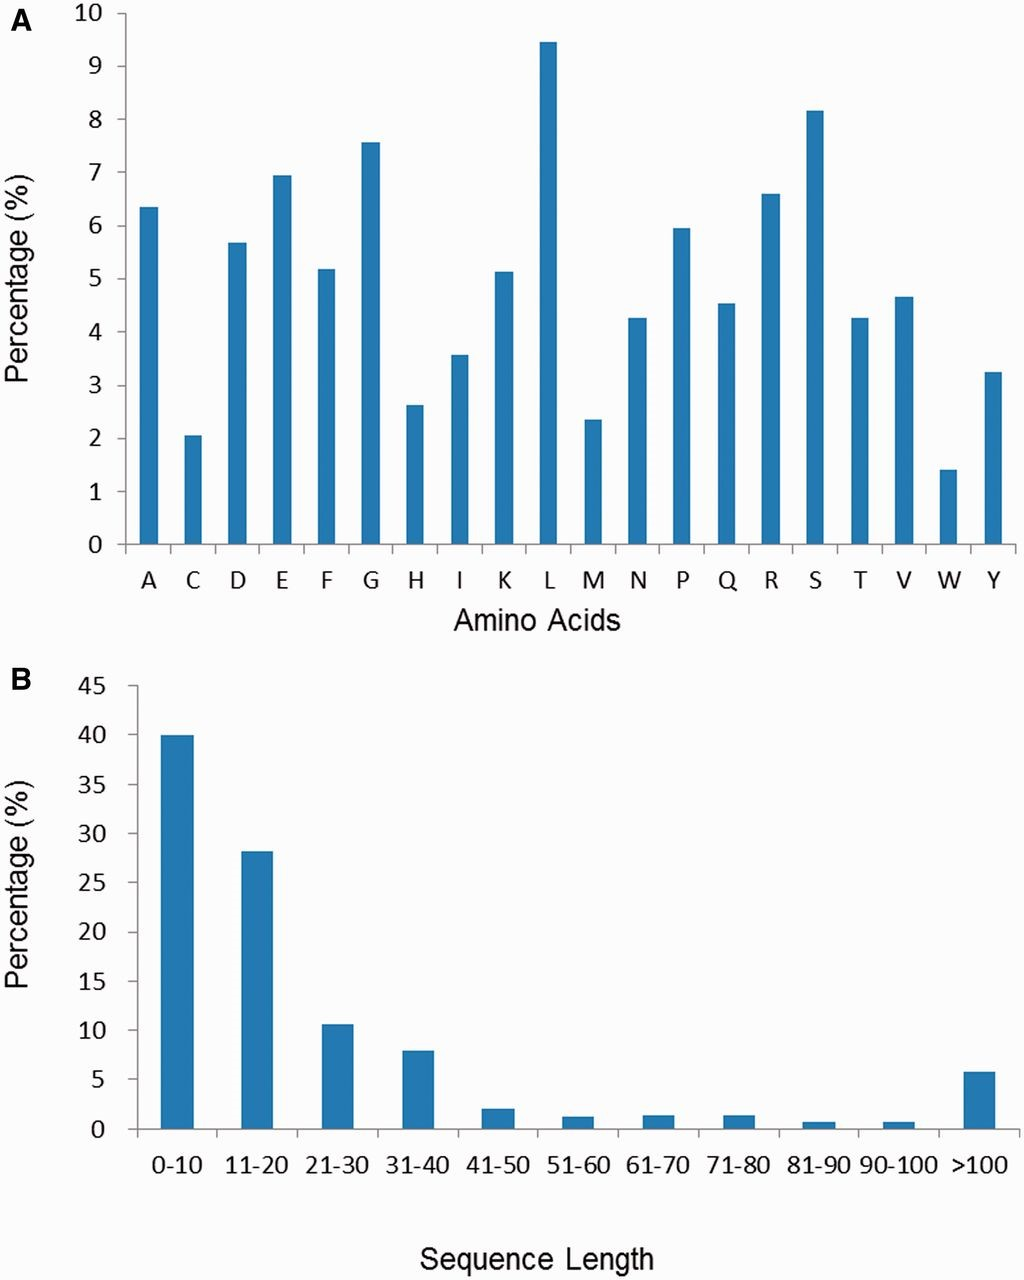 A
10
9
8
7
6
5
4
3
2
1
0
Percentage (%)
A C D E F G H I K L M N P Q R S T V W Y
Amino Acids
B
45
40
35
30
25
20
15
10
5
0
Percentage (%)
0-10 11-20 21-30 31-40 41-50 51-60 61-70 71-80 81-90 90-100 >100
Sequence Length